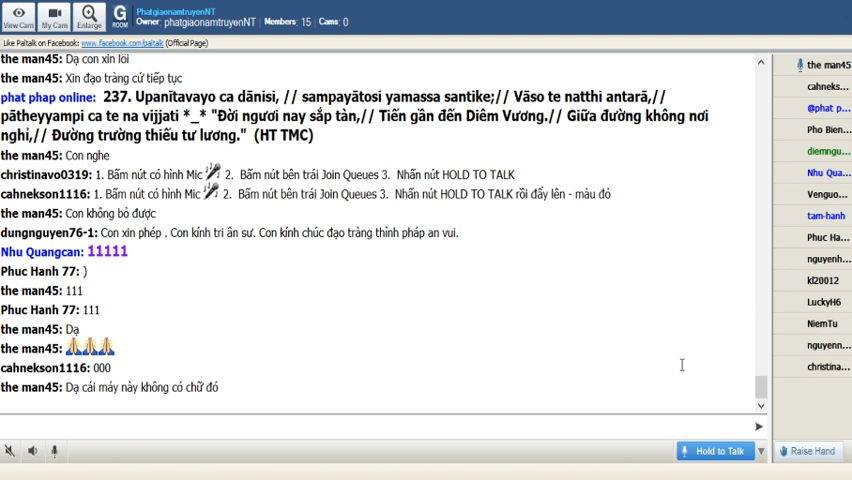 View Cam
My Cam
Enlarge
G
ROOM
PhatgiaonamtruyenNT
Owner: phatgiaonamtruyenNT Members: 15 Cams: 0
Like Paltalk on Facebook: www.facebook.com/paltalk (Official Page)
the man45: Dạ con xin lỗi
the man45: Xin đạo tràng cứ tiếp tục
phat phap online: 237. Upanītavayo ca dānisi, // sampayātosi yamassa santike;// Vāso te natthi antarā,//
pātheyyampi ca te na vijjati *_* "Đời ngươi nay sắp tàn,// Tiến gần đến Diêm Vương.// Giữa đường không nơi
nghỉ,// Đường trường thiếu tư lương." (HT TMC)
the man45: Con nghe
christinavo0319: 1. Bấm nút có hình Mic 2. Bấm nút bên trái Join Queues 3. Nhấn nút HOLD TO TALK
cahnekson1116: 1. Bấm nút có hình Mic 2. Bấm nút bên trái Join Queues 3. Nhấn nút HOLD TO TALK rồi đẩy lên - màu đỏ
the man45: Con không bỏ được
dungnguyen76-1: Con xin phép . Con kính tri ân sư. Con kính chúc đạo tràng thính pháp an vui.
Nhu Quangcan: 11111
Phuc Hanh 77: )
the man45: 111
Phuc Hanh 77: 111
the man45: Dạ
the man45:
cahnekson1116: 000
the man45: Dạ cái máy này không có chữ đó
the man45
cahneks...
@phat p...
Pho Bien...
diemngu...
Nhu Qua...
Venguo...
tam-hanh
Phuc Ha...
nguyenh...
kl20012
LuckyH6
NiemTu
nguyenn...
christina...
Hold to Talk
Raise Hand